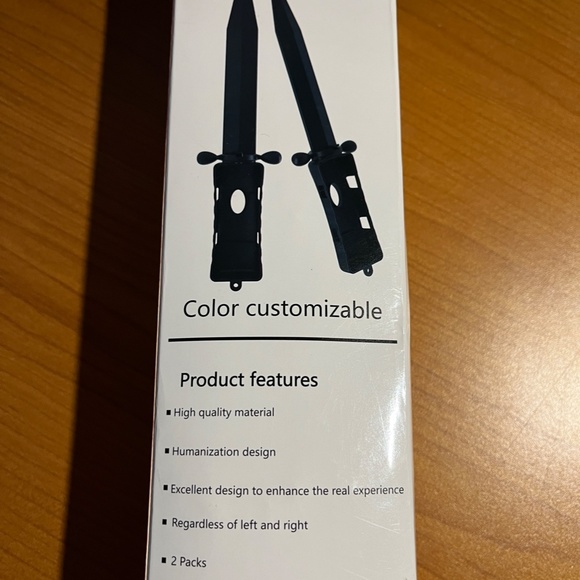 Color customizable
Product features
▪ High quality material
▪ Humanization design
▪ Excellent design to enhance the real experience
▪ Regardless of left and right
▪ 2 Packs